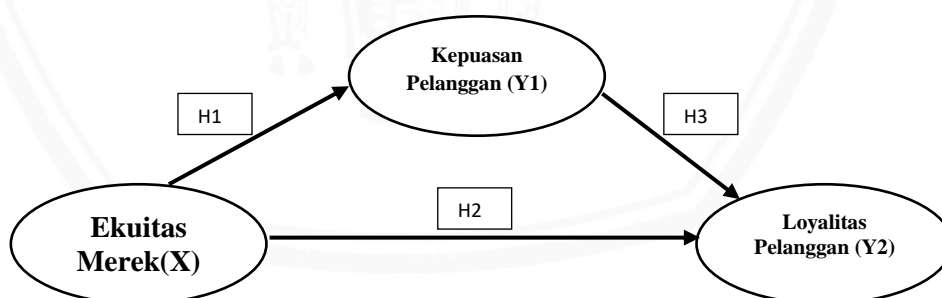 Kepuasan
Pelanggan (Y1)
H1
H3
H2
Ekuitas
Merek(X)
Loyalitas
Pelanggan (Y2)